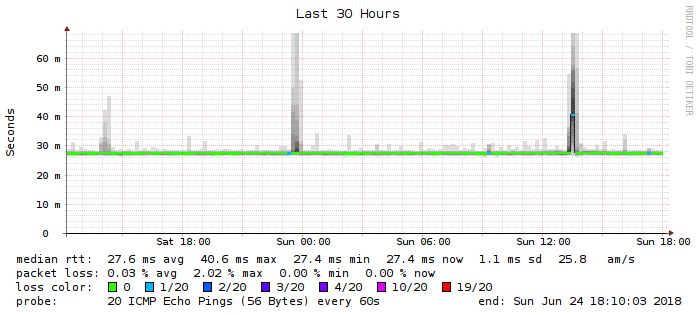 Last 30 Hours
RRDTOOL / TOBI OETIKER
Seconds
60 m
50 m
40 m
30 m
20 m
10 m
0
Sat 18:00 Sun 00:00 Sun 06:00 Sun 12:00 Sun 18:00
median rtt: 27.6 ms avg 40.6 ms max 27.4 ms min 27.4 ms now 1.1 ms sd 25.8 am/s
packet loss: 0.03 % avg 2.02 % max 0.00 % min 0.00 % now
loss color: 0 1/20 2/20 3/20 4/20 10/20 19/20
probe: 20 ICMP Echo Pings (56 Bytes) every 60s end: Sun Jun 24 18:10:03 2018